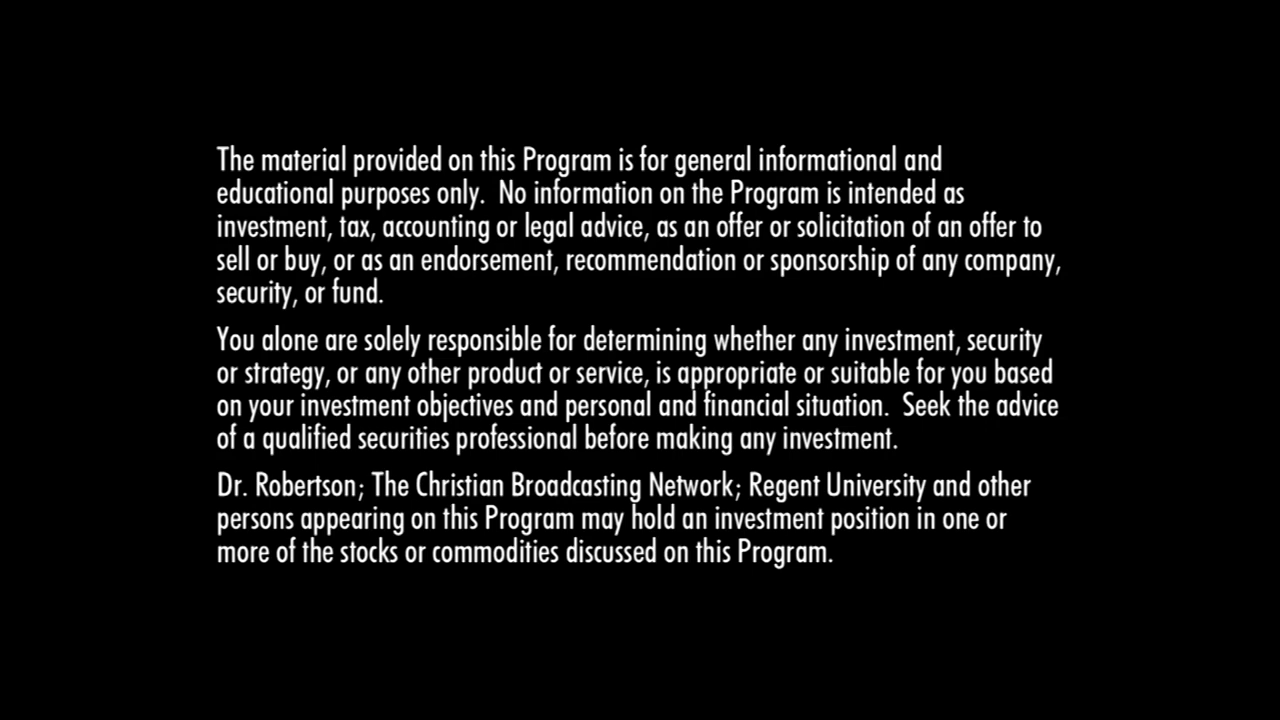 The material provided on this Program is for general informational and
educational purposes only.  No information on the Program is intended as
investment, tax, accounting or legal advice, as an offer or solicitation of an offer to
sell or buy, or as an endorsement, recommendation or sponsorship of any company,
security, or fund.
You alone are solely responsible for determining whether any investment, security
or strategy, or any other product or service, is appropriate or suitable for you based
on your investment objectives and personal and financial situation.  Seek the advice
of a qualified securities professional before making any investment.
Dr. Robertson; The Christian Broadcasting Network; Regent University and other
persons appearing on this Program may hold an investment position in one or
more of the stocks or commodities discussed on this Program.